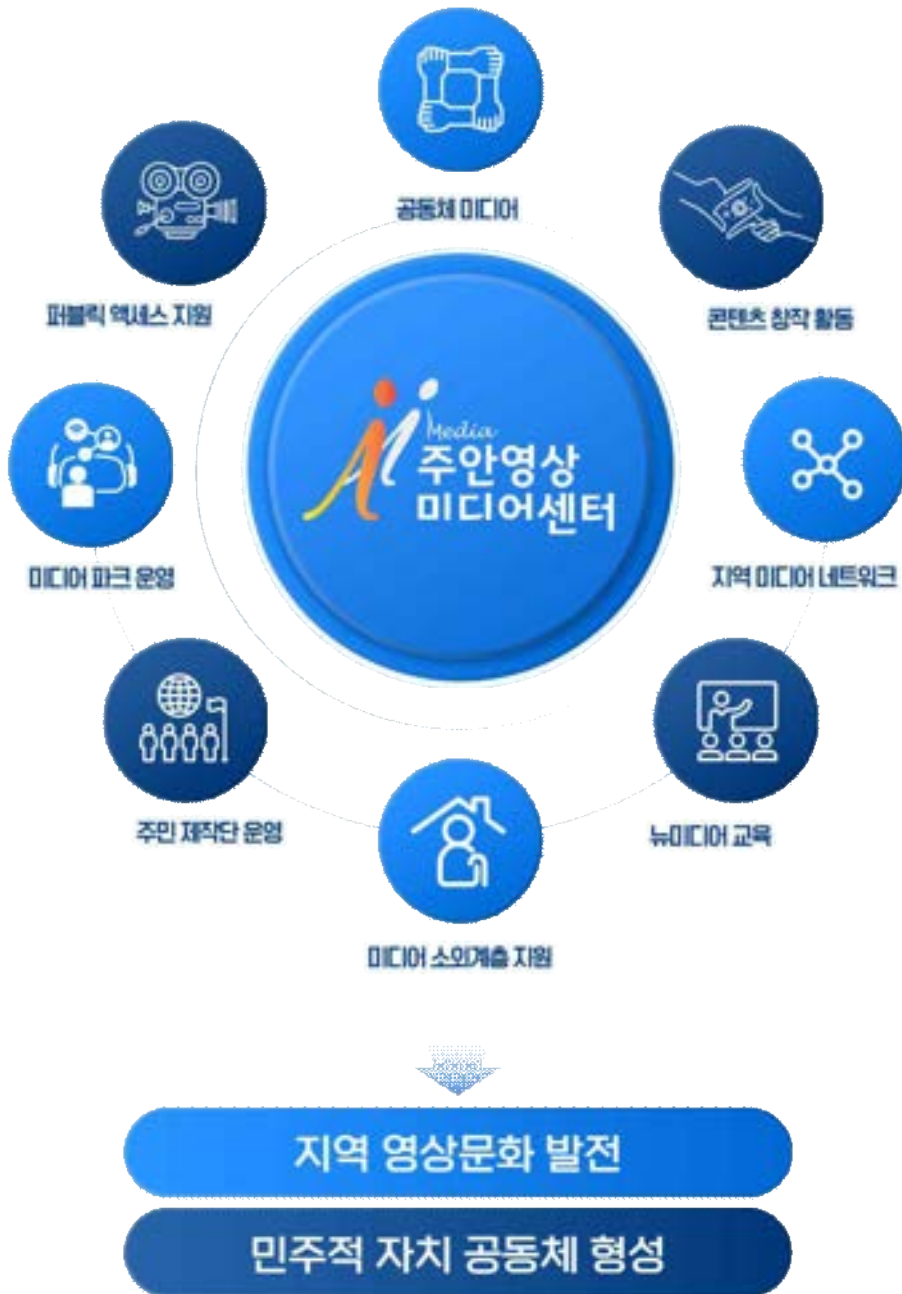 공동체 미디어
퍼블릭 액세스 지원
콘텐츠 창작 활동
Media
주안영상
미디어센터
미디어 파크 운영
지역 미디어 네트워크
주민 제작단 운영
뉴미디어 교육
미디어 소외계층 지원
지역 영상문화 발전
민주적 자치 공동체 형성